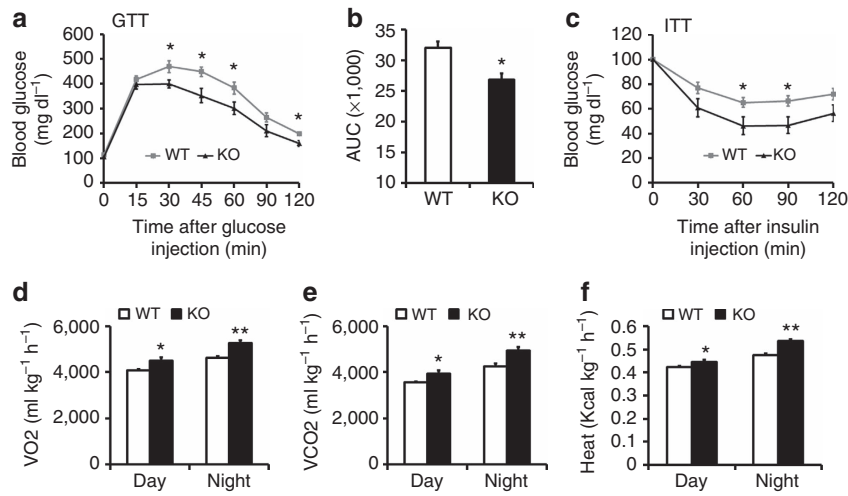 a GTT
Blood glucose
(mg dl⁻¹)
600
500
400
300
200
100
0
* * * *
WT KO
0 15 30 45 60 90 120
Time after glucose
injection (min)
b
AUC (×1,000)
35
30
25
20
15
10
*
WT KO
c ITT
Blood glucose
(mg dl⁻¹)
120
100
80
60
40
20
0
* *
WT KO
0 30 60 90 120
Time after insulin
injection (min)
d
WT KO
VO2 (ml kg⁻¹ h⁻¹)
6,000
4,000
2,000
0
* **
Day Night
e
WT KO
VCO2 (ml kg⁻¹ h⁻¹)
6,000
4,000
2,000
0
* **
Day Night
f
WT KO
Heat (Kcal kg⁻¹ h⁻¹)
0.6
0.5
0.4
0.3
0.2
0.1
0
* **
Day Night